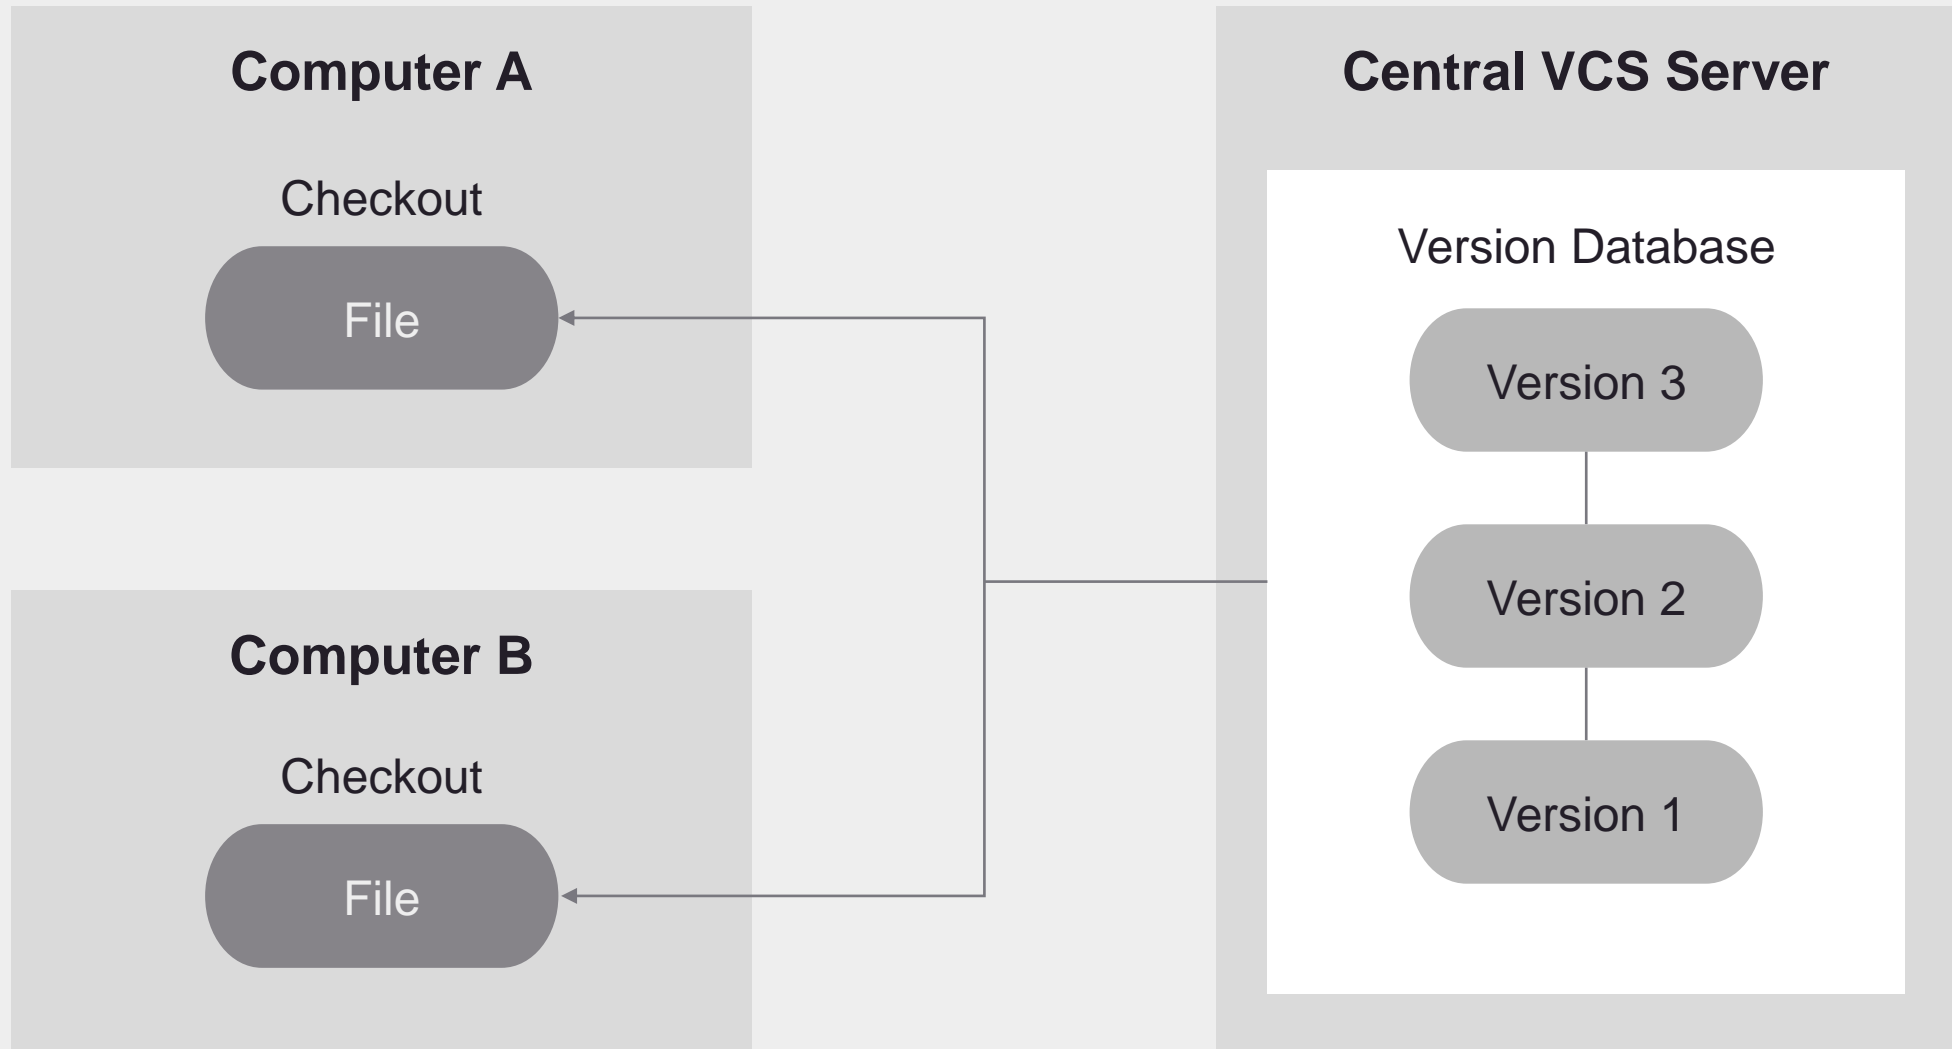 Computer A
Checkout
File
Computer B
Checkout
File
Central VCS Server
Version Database
Version 3
Version 2
Version 1